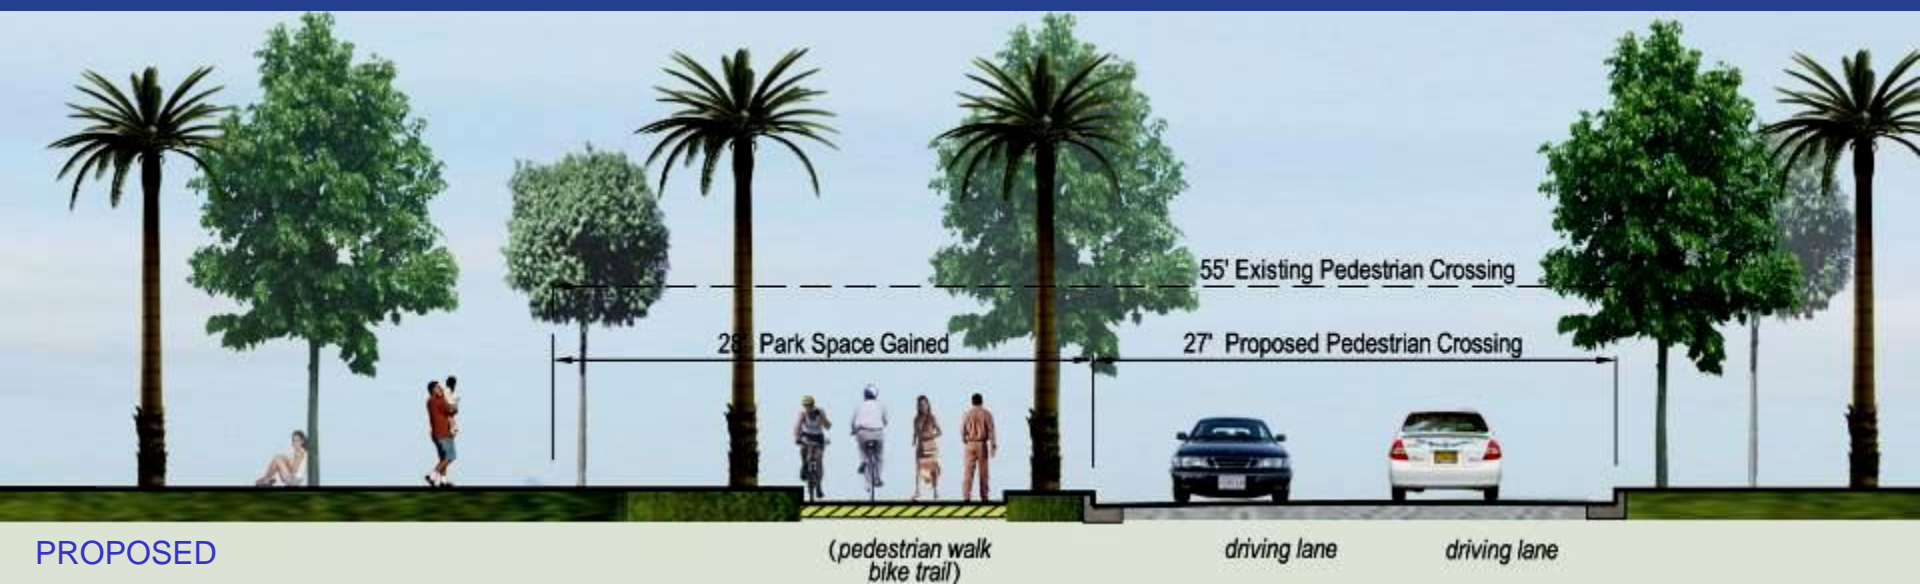 55' Existing Pedestrian Crossing
28' Park Space Gained
27' Proposed Pedestrian Crossing
PROPOSED
(pedestrian walk
bike trail)
driving lane
driving lane